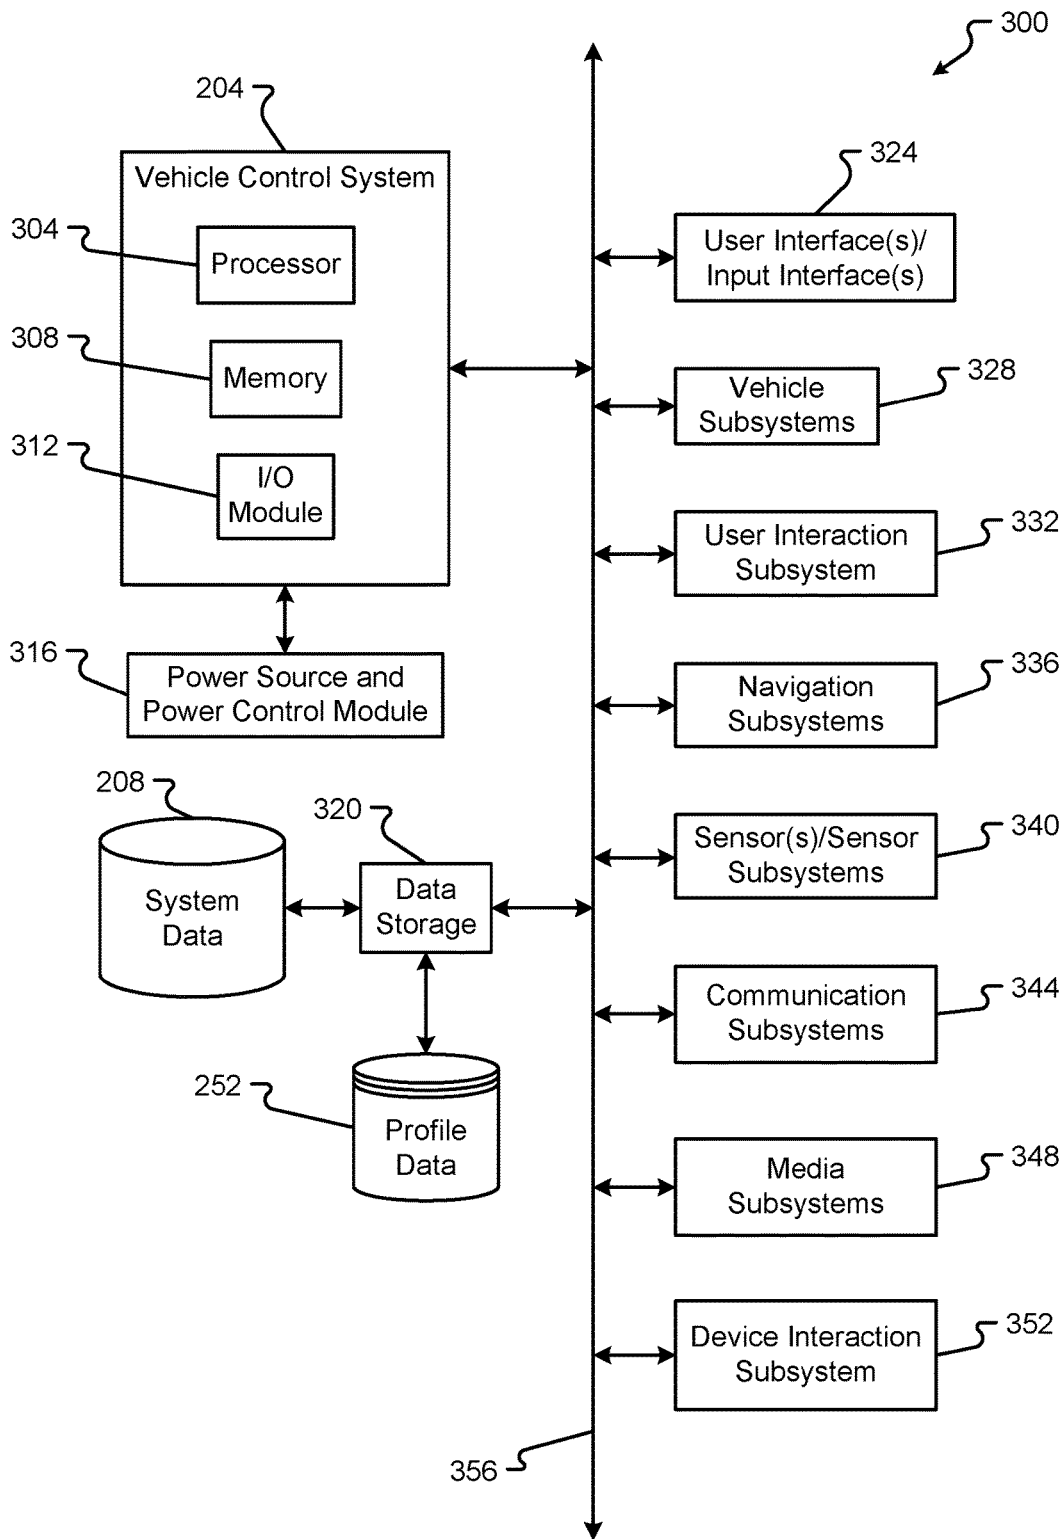 300
204
Vehicle Control System
304
Processor
308
Memory
312
I/O
Module
316
Power Source and
Power Control Module
208
System
Data
320
Data
Storage
252
Profile
Data
324
User Interface(s)/
Input Interface(s)
328
Vehicle
Subsystems
332
User Interaction
Subsystem
336
Navigation
Subsystems
340
Sensor(s)/Sensor
Subsystems
344
Communication
Subsystems
348
Media
Subsystems
352
Device Interaction
Subsystem
356